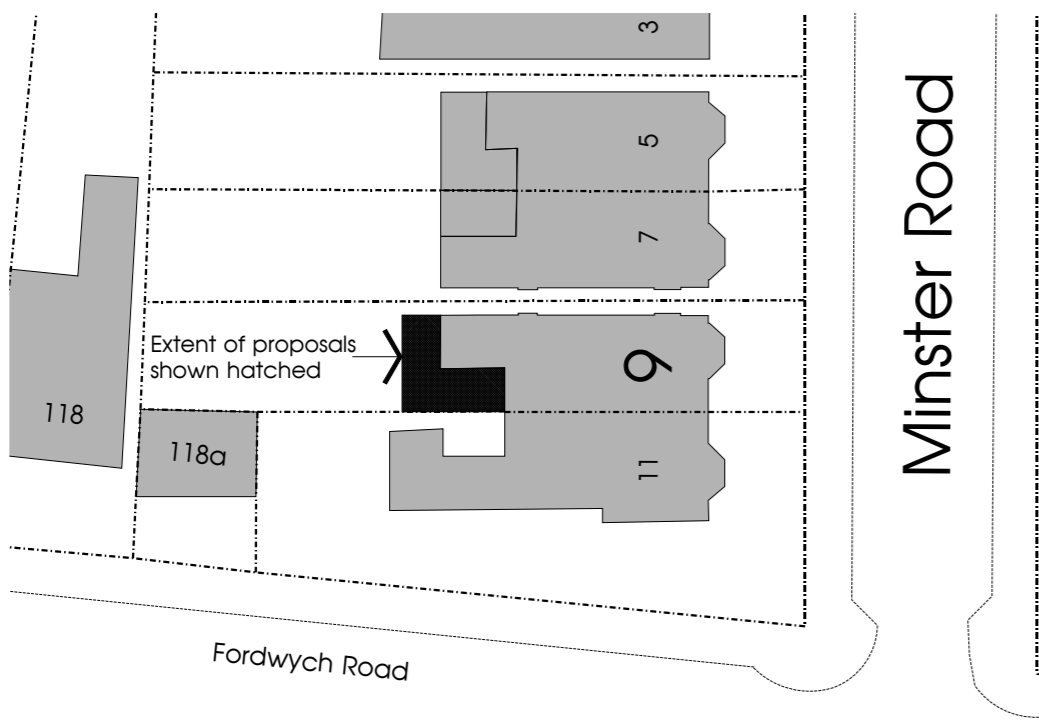 3
5
7
Minster Road
Extent of proposals
shown hatched
9
118
118a
11
Fordwych Road